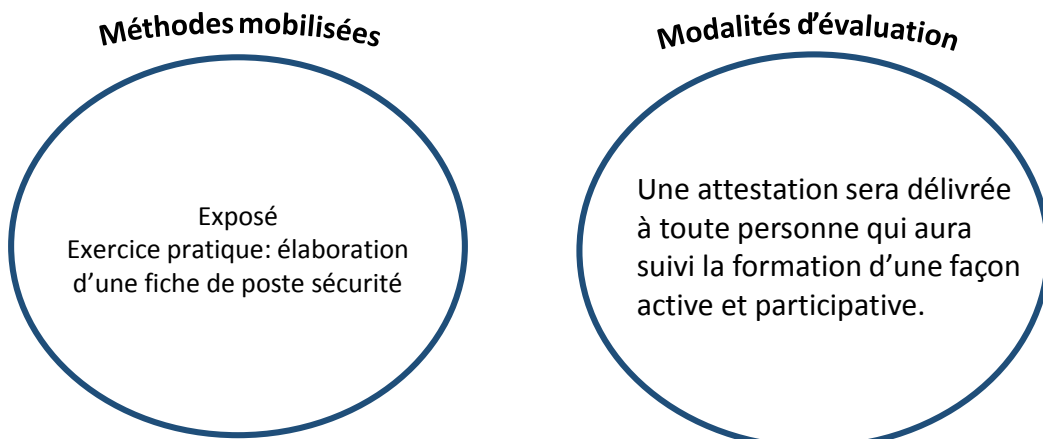 Méthodes mobilisées
Exposé
Exercice pratique: élaboration
d’une fiche de poste sécurité
Modalités d’évaluation
Une attestation sera délivrée
à toute personne qui aura
suivi la formation d’une façon
active et participative.